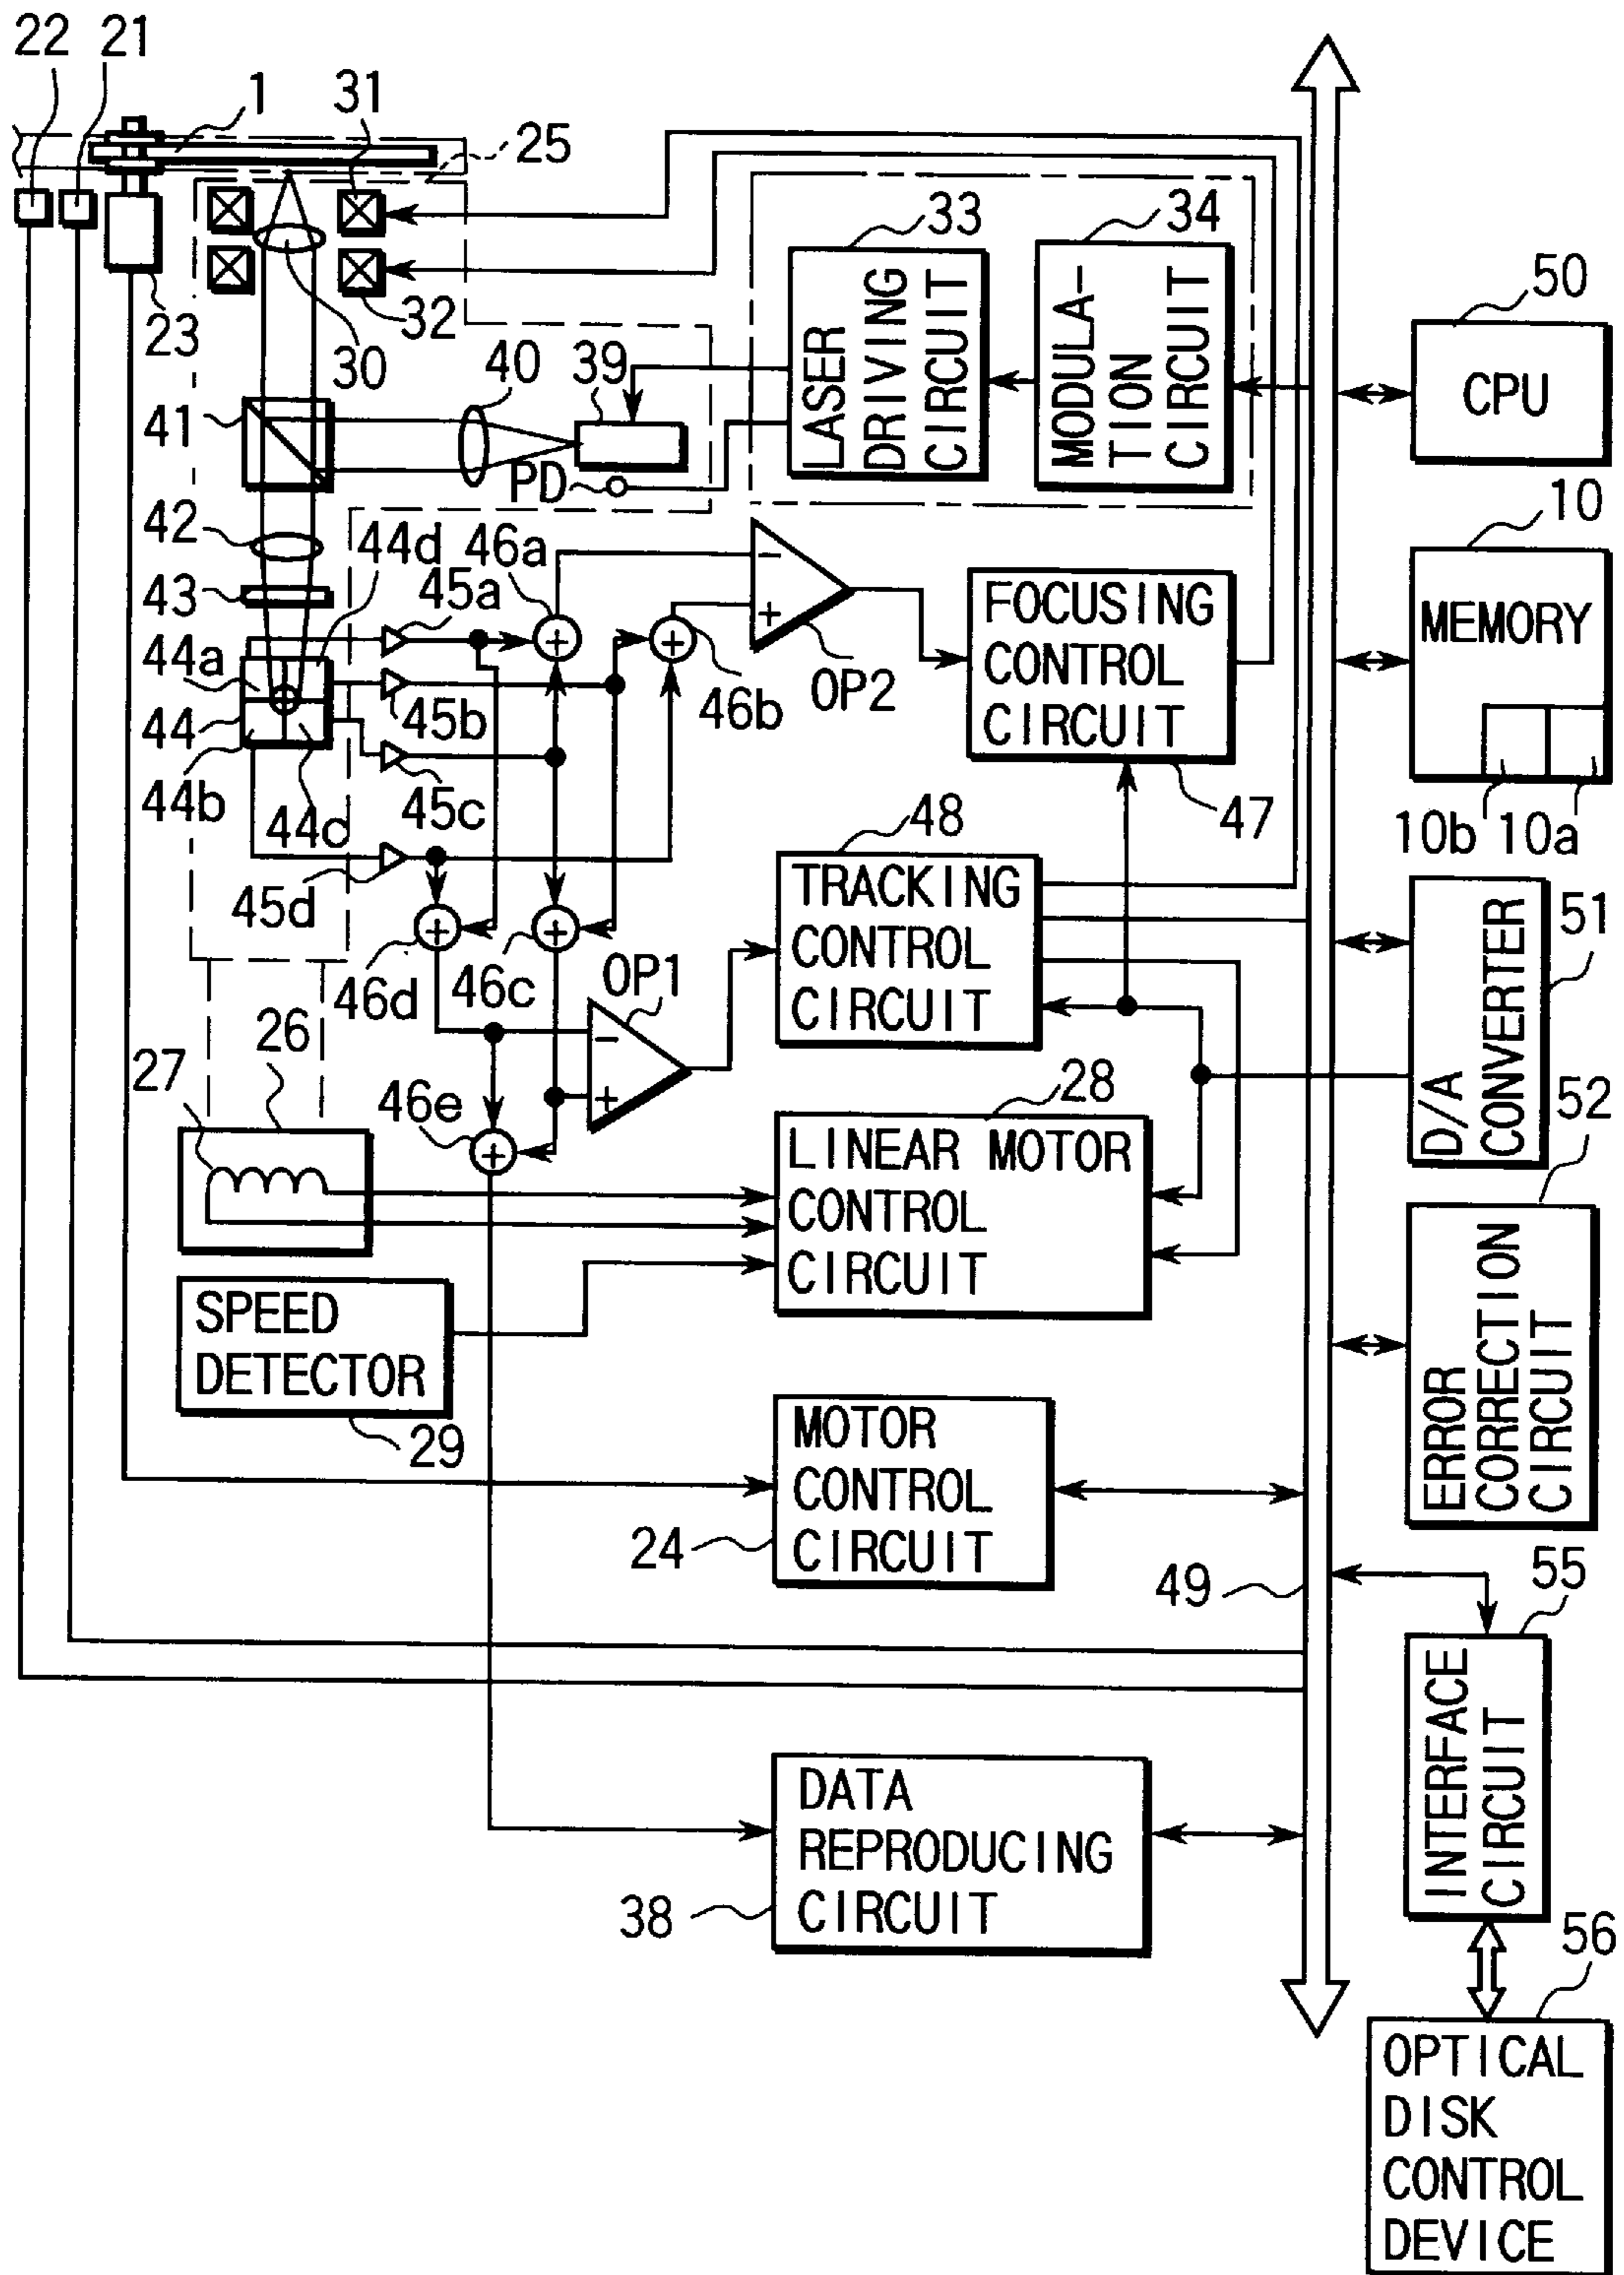 22
21
1
31
25
33
34
LASER
DRIVING
CIRCUIT
MODULA-
TION
CIRCUIT
23
30
32
50
CPU
41
40
39
PD
10
MEMORY
10b
10a
42
43
44a
44
44b
44c
44d
45a
45b
45c
45d
46a
46b
−
+
OP2
FOCUSING
CONTROL
CIRCUIT
47
48
TRACKING
CONTROL
CIRCUIT
51
D/A
CONVERTER
46d
46c
OP1
−
+
46e
26
27
28
LINEAR MOTOR
CONTROL
CIRCUIT
52
ERROR
CORRECTION
CIRCUIT
SPEED
DETECTOR
29
MOTOR
CONTROL
CIRCUIT
24
49
55
INTERFACE
CIRCUIT
DATA
REPRODUCING
CIRCUIT
38
56
OPTICAL
DISK
CONTROL
DEVICE